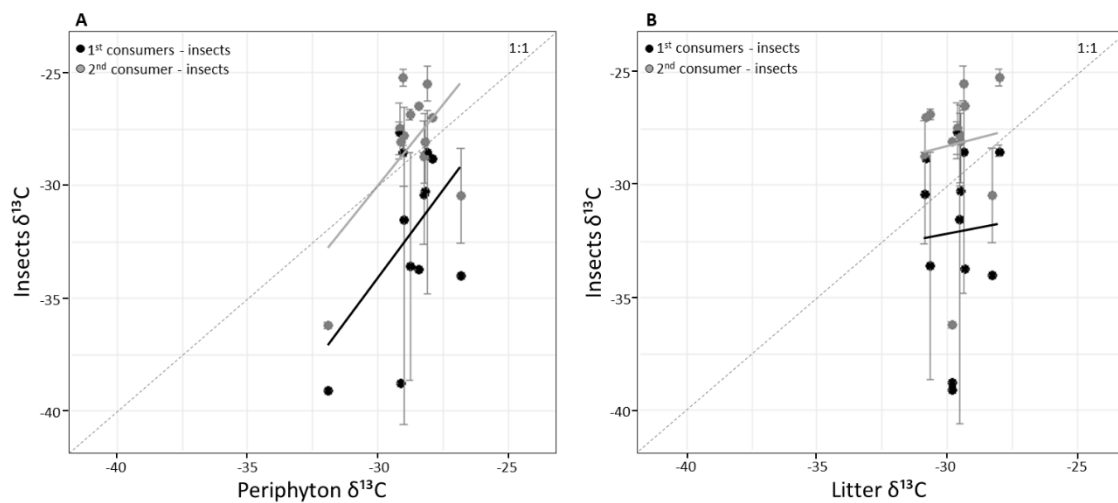 A
1st consumers - insects
2nd consumer - insects
1:1
-25
-30
-35
-40
Insects δ¹³C
-40
-35
-30
-25
Periphyton δ¹³C
B
1st consumers - insects
2nd consumer - insects
1:1
-25
-30
-35
-40
Insects δ¹³C
-40
-35
-30
-25
Litter δ¹³C